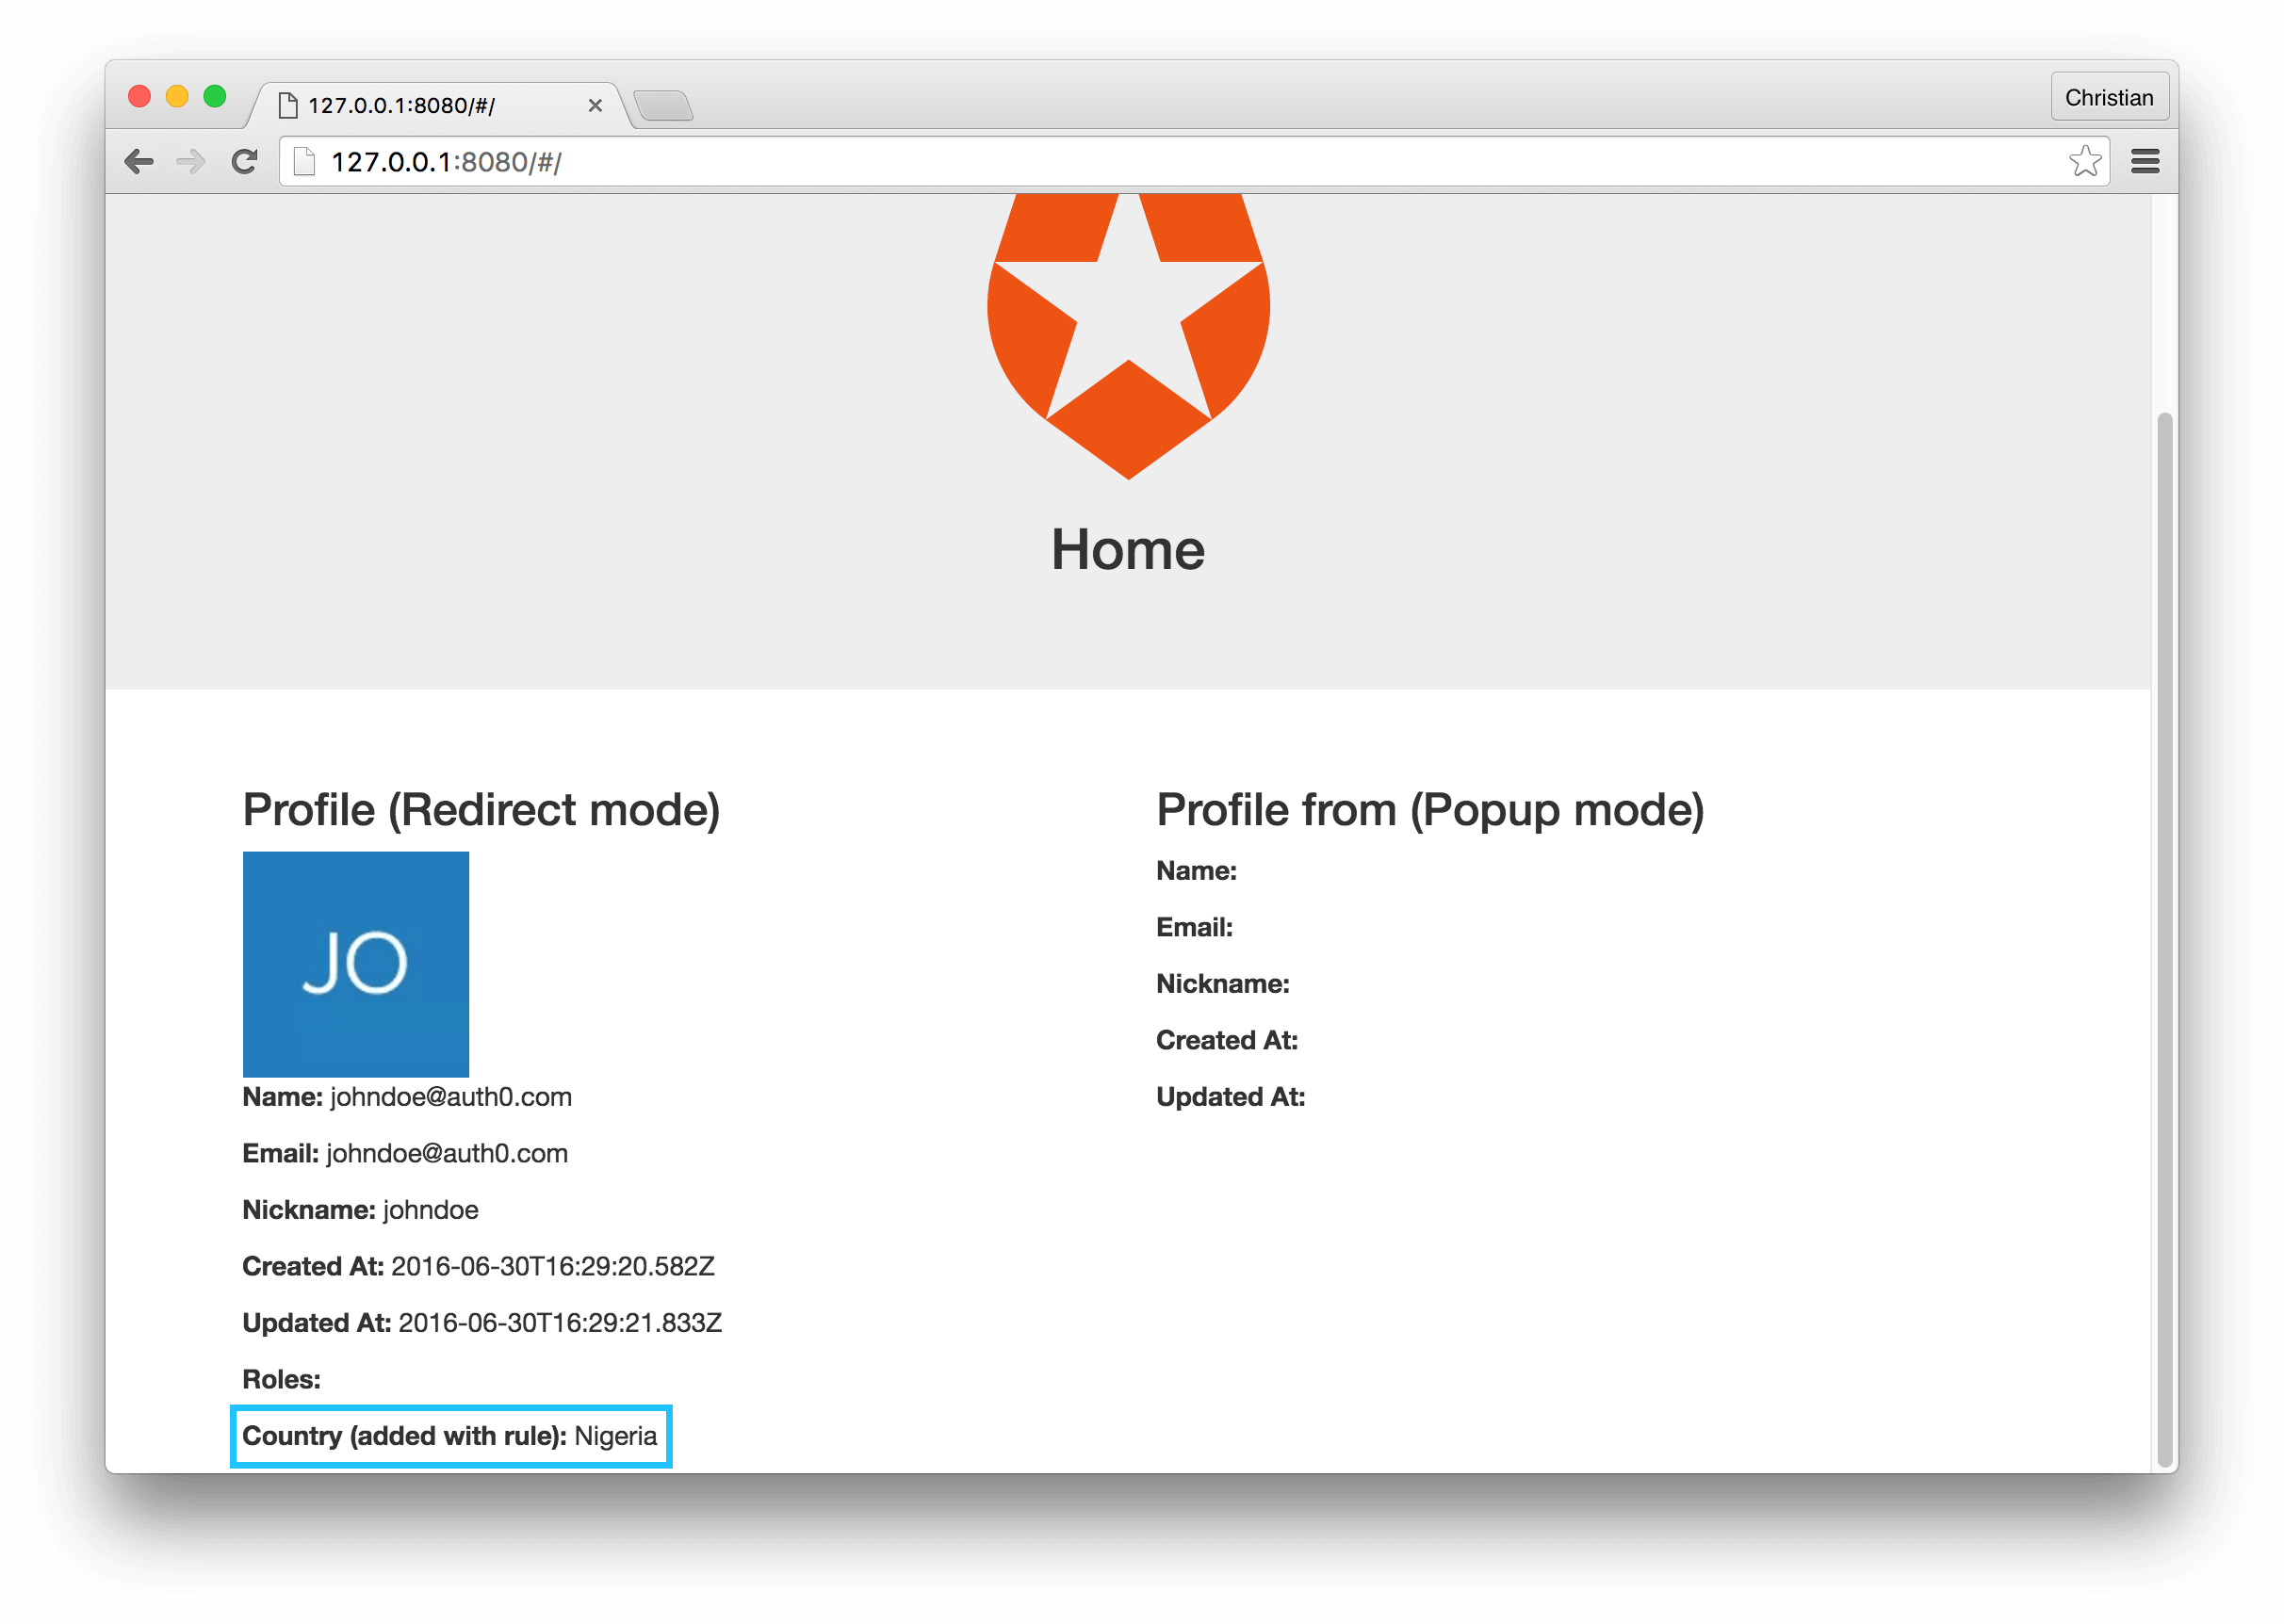 127.0.0.1:8080/#/
Christian
127.0.0.1:8080/#/
Home
Profile (Redirect mode)
JO
Name: johndoe@auth0.com
Email: johndoe@auth0.com
Nickname: johndoe
Created At: 2016-06-30T16:29:20.582Z
Updated At: 2016-06-30T16:29:21.833Z
Roles:
Country (added with rule): Nigeria
Profile from (Popup mode)
Name:
Email:
Nickname:
Created At:
Updated At: